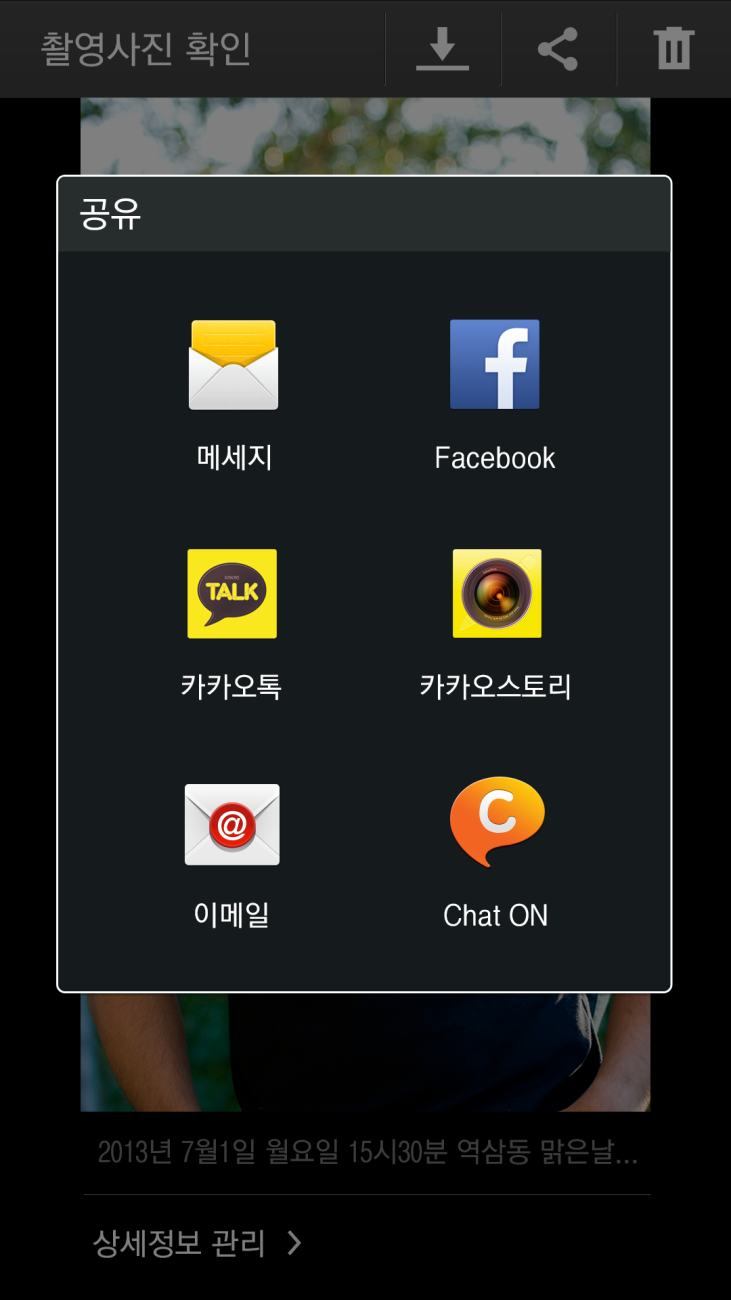 촬영사진 확인
공유
메세지
Facebook
TALK
카카오톡
카카오스토리
@
이메일
C
Chat ON
2013년 7월1일 월요일 15시30분 역삼동 맑은날...
상세정보 관리 >